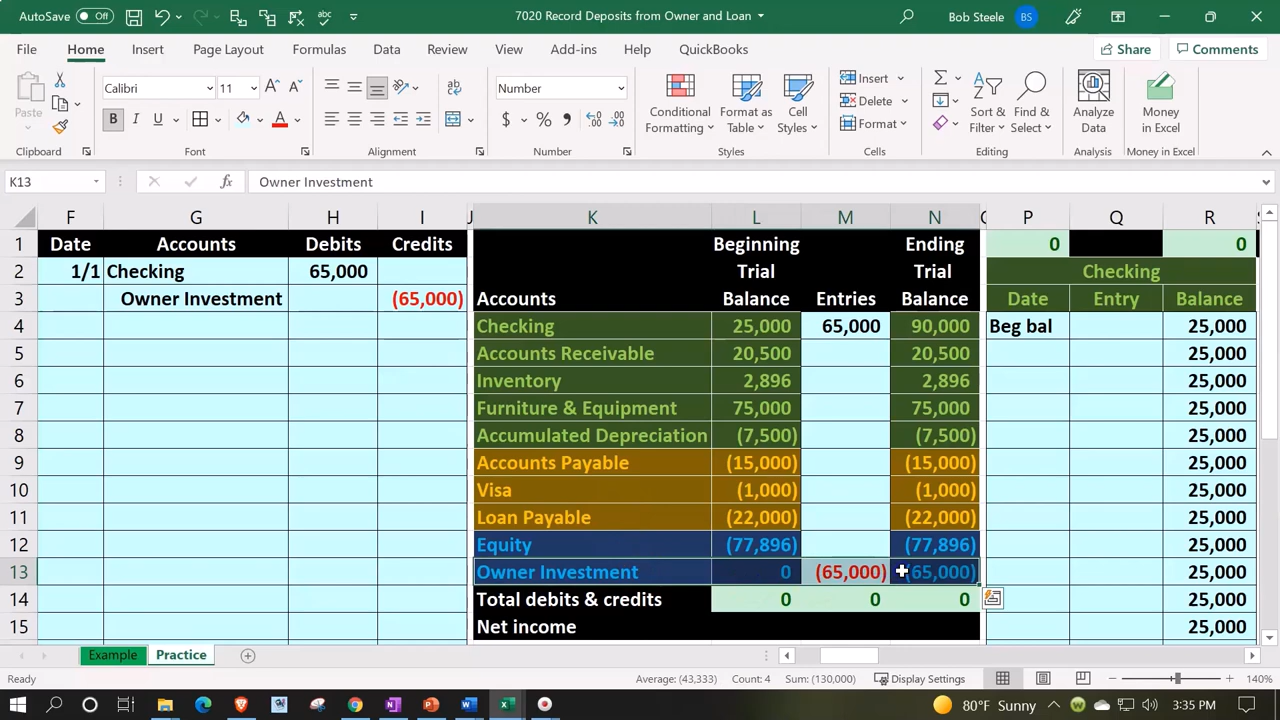 AutoSave Off 7020 Record Deposits from Owner and Loan Bob Steele BS
File Home Insert Page Layout Formulas Data Review View Add-ins Help QuickBooks Share Comments
Paste Calibri 11 Number Conditional Formatting Format as Table Cell Styles Insert Delete Format Sort & Filter Find & Select Analyze Data Money in Excel
Clipboard Font Alignment Number Styles Cells Editing Analysis Money in Excel
K13 fx Owner Investment
F G H I J K L M N P Q R
1 Date Accounts Debits Credits Beginning Ending 0 0
2 1/1 Checking 65,000 Trial Trial Checking
3 Owner Investment (65,000) Accounts Balance Entries Balance Date Entry Balance
4 Checking 25,000 65,000 90,000 Beg bal 25,000
5 Accounts Receivable 20,500 20,500 25,000
6 Inventory 2,896 2,896 25,000
7 Furniture & Equipment 75,000 75,000 25,000
8 Accumulated Depreciation (7,500) (7,500) 25,000
9 Accounts Payable (15,000) (15,000) 25,000
10 Visa (1,000) (1,000) 25,000
11 Loan Payable (22,000) (22,000) 25,000
12 Equity (77,896) (77,896) 25,000
13 Owner Investment 0 (65,000) (65,000) 25,000
14 Total debits & credits 0 0 0 25,000
15 Net income 25,000
Example Practice
Ready Average: (43,333) Count: 4 Sum: (130,000) Display Settings 140%
80°F Sunny 3:35 PM